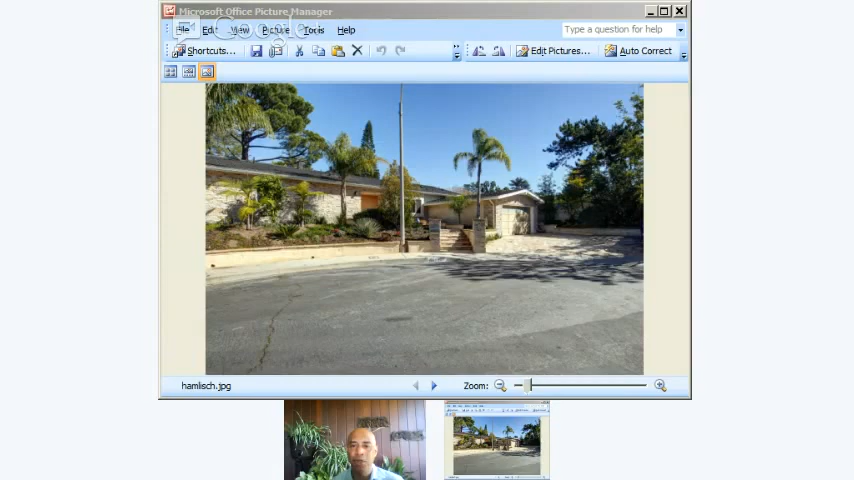 Microsoft Office Picture Manager
File Edit View Picture Tools Help
Type a question for help
Google+
Shortcuts...
Edit Pictures...
Auto Correct
hamlisch.jpg
Zoom: